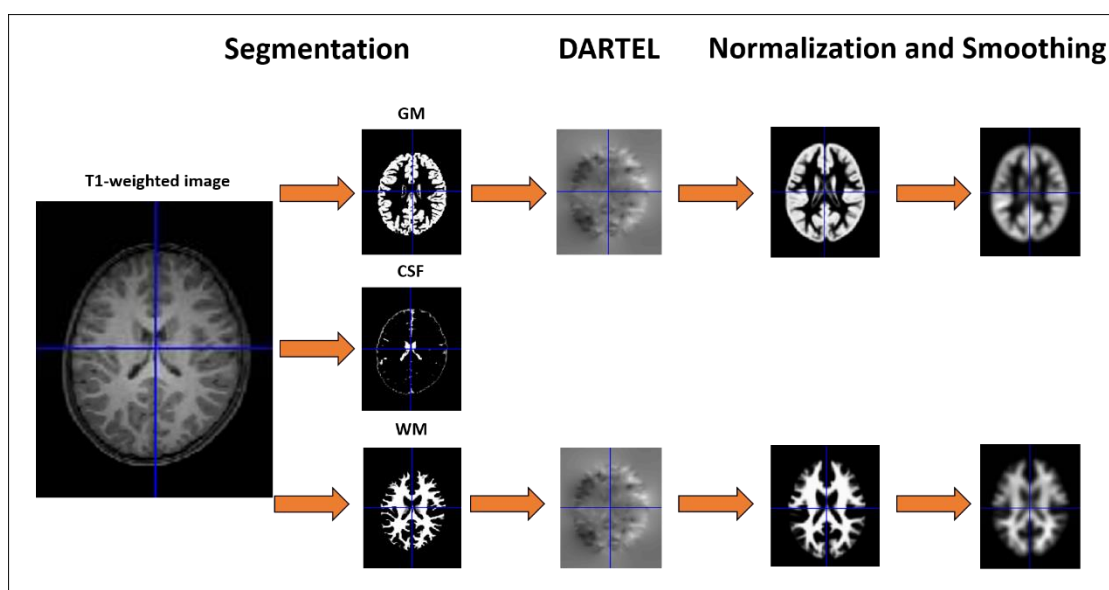 Segmentation
DARTEL
Normalization and Smoothing
GM
T1-weighted image
CSF
WM